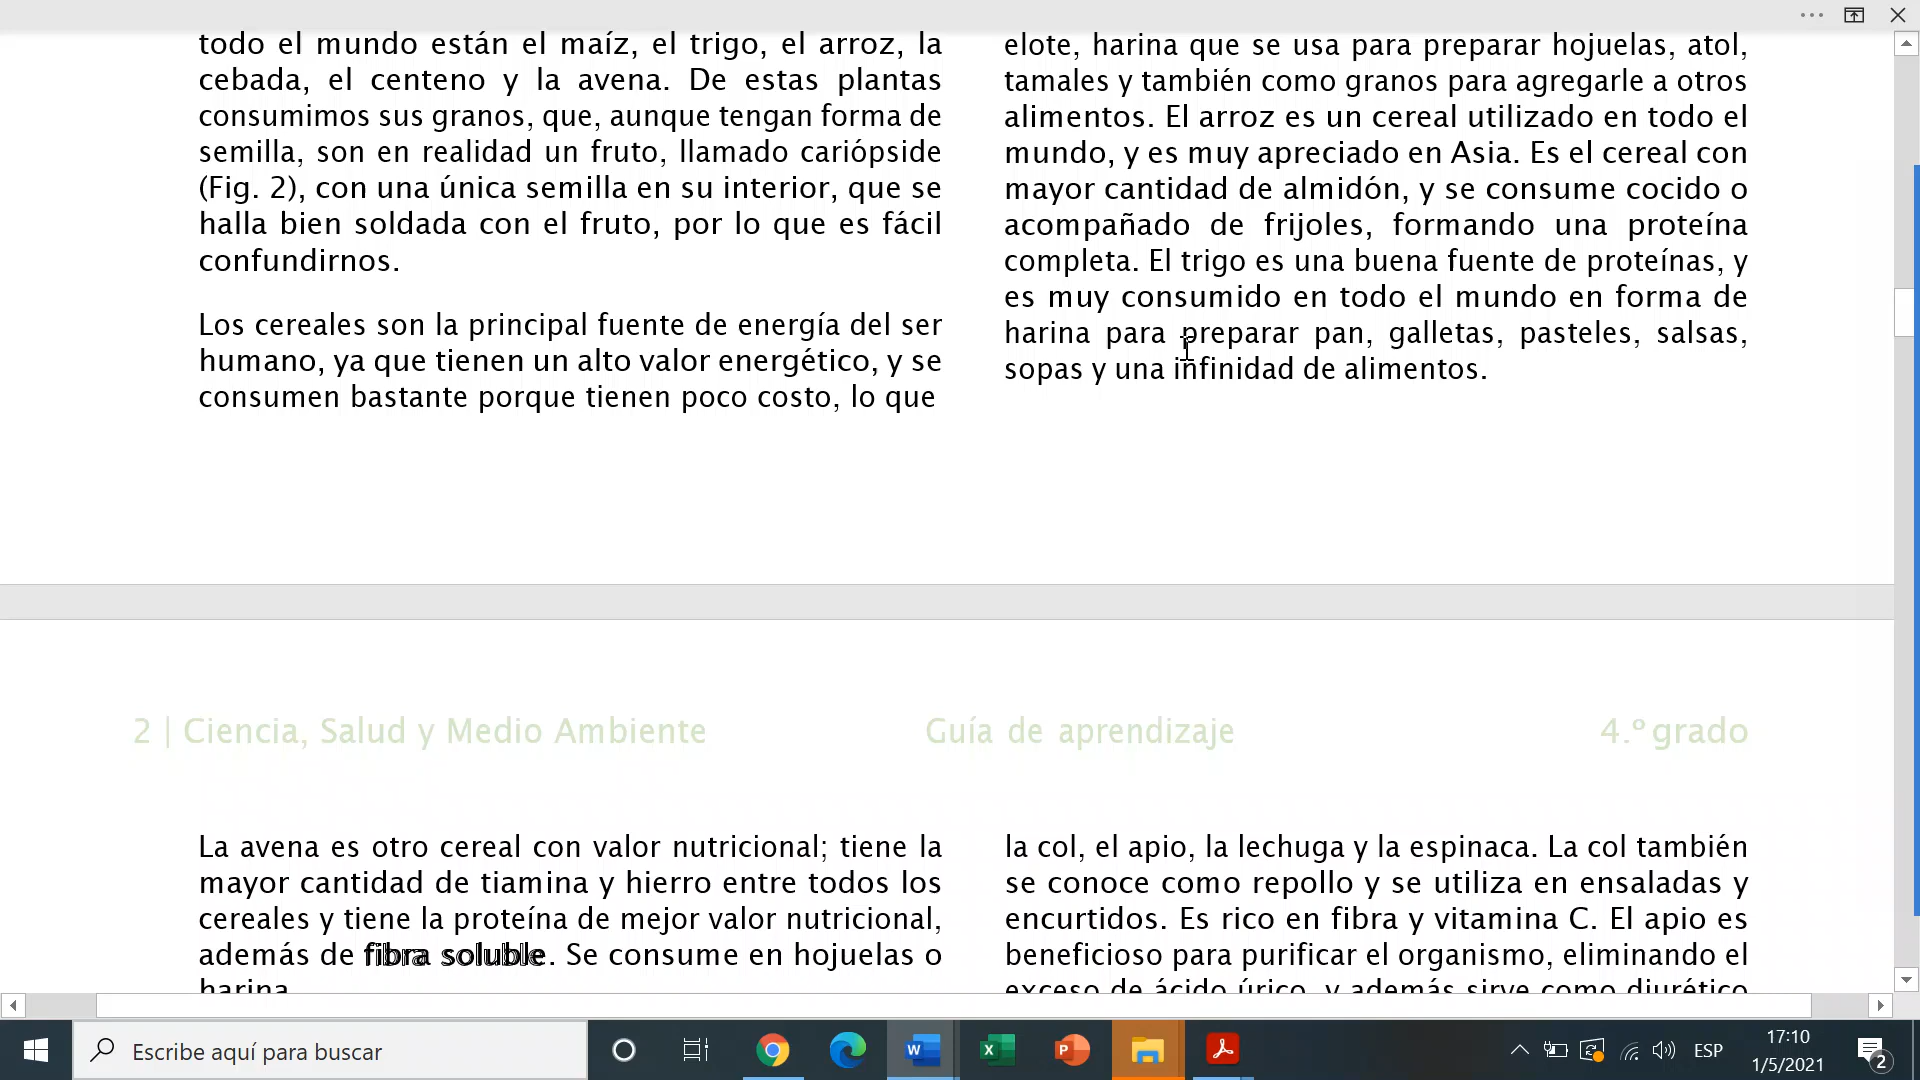 todo el mundo están el maíz, el trigo, el arroz, la
cebada, el centeno y la avena. De estas plantas
consumimos sus granos, que, aunque tengan forma de
semilla, son en realidad un fruto, llamado cariópside
(Fig. 2), con una única semilla en su interior, que se
halla bien soldada con el fruto, por lo que es fácil
confundirnos.
Los cereales son la principal fuente de energía del ser
humano, ya que tienen un alto valor energético, y se
consumen bastante porque tienen poco costo, lo que
elote, harina que se usa para preparar hojuelas, atol,
tamales y también como granos para agregarle a otros
alimentos. El arroz es un cereal utilizado en todo el
mundo, y es muy apreciado en Asia. Es el cereal con
mayor cantidad de almidón, y se consume cocido o
acompañado de frijoles, formando una proteína
completa. El trigo es una buena fuente de proteínas, y
es muy consumido en todo el mundo en forma de
harina para preparar pan, galletas, pasteles, salsas,
sopas y una infinidad de alimentos.
2 | Ciencia, Salud y Medio Ambiente
Guía de aprendizaje
4.º grado
La avena es otro cereal con valor nutricional; tiene la
mayor cantidad de tiamina y hierro entre todos los
cereales y tiene la proteína de mejor valor nutricional,
además de fibra soluble. Se consume en hojuelas o
harina
la col, el apio, la lechuga y la espinaca. La col también
se conoce como repollo y se utiliza en ensaladas y
encurtidos. Es rico en fibra y vitamina C. El apio es
beneficioso para purificar el organismo, eliminando el
exceso de ácido úrico, y además sirve como diurético
Escribe aquí para buscar
ESP
17:10
1/5/2021
2